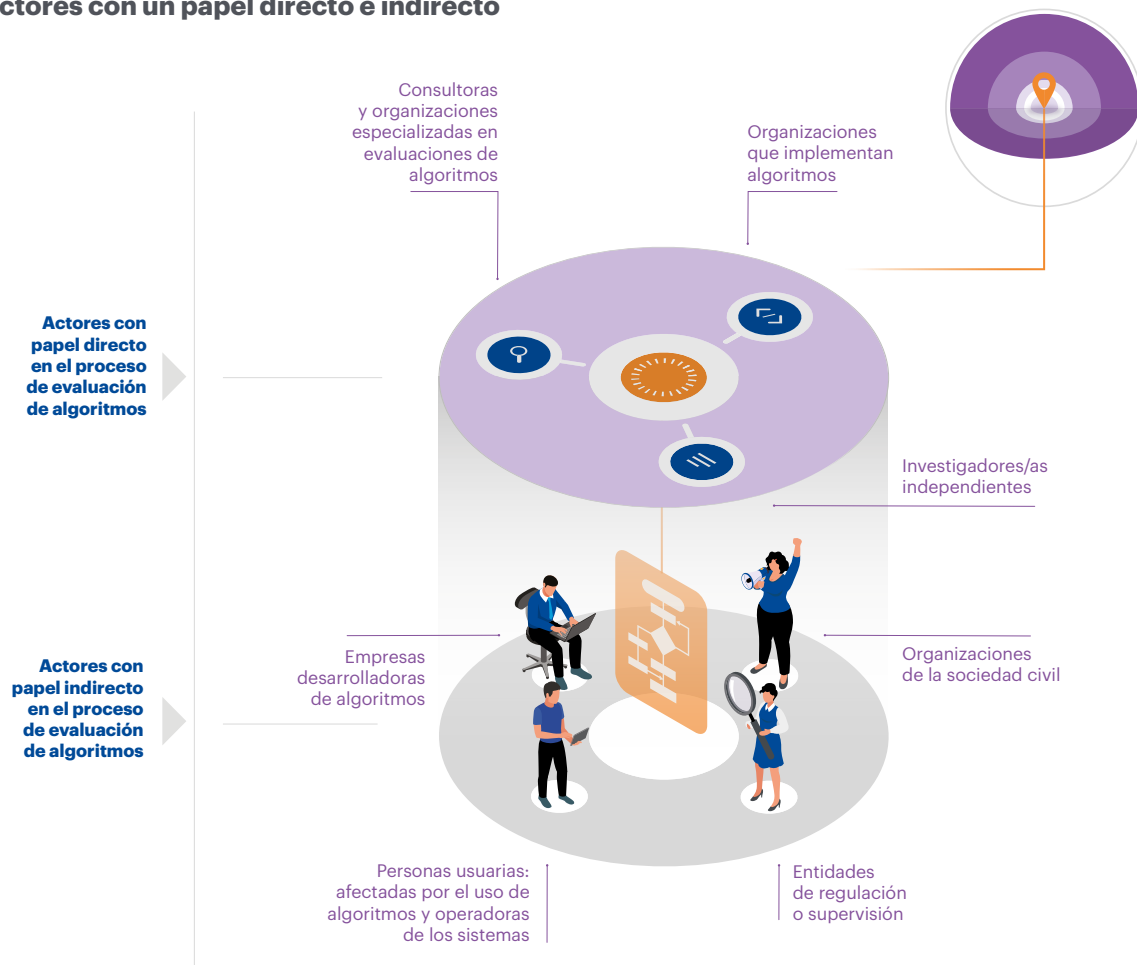 ctores con un papel directo e indirecto
Consultoras
y organizaciones
especializadas en
evaluaciones de
algoritmos
Organizaciones
que implementan
algoritmos
Actores con
papel directo
en el proceso
de evaluación
de algoritmos
Investigadores/as
independientes
Actores con
papel indirecto
en el proceso
de evaluación
de algoritmos
Empresas
desarrolladoras
de algoritmos
Organizaciones
de la sociedad civil
Personas usuarias:
afectadas por el uso de
algoritmos y operadoras
de los sistemas
Entidades
de regulación
o supervisión